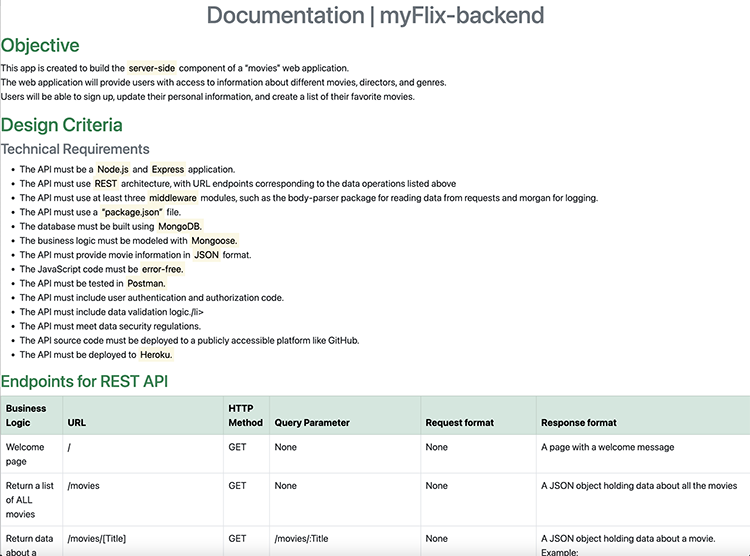 Documentation | myFlix-backend
Objective
This app is created to build the server-side component of a "movies" web application.
The web application will provide users with access to information about different movies, directors, and genres.
Users will be able to sign up, update their personal information, and create a list of their favorite movies.
Design Criteria
Technical Requirements
• The API must be a Node.js and Express application.
• The API must use REST architecture, with URL endpoints corresponding to the data operations listed above
• The API must use at least three middleware modules, such as the body-parser package for reading data from requests and morgan for logging.
• The API must use a "package.json" file.
• The database must be built using MongoDB.
• The business logic must be modeled with Mongoose.
• The API must provide movie information in JSON format.
• The JavaScript code must be error-free.
• The API must be tested in Postman.
• The API must include user authentication and authorization code.
• The API must include data validation logic./li>
• The API must meet data security regulations.
• The API source code must be deployed to a publicly accessible platform like GitHub.
• The API must be deployed to Heroku.
Endpoints for REST API
Business Logic URL HTTP Method Query Parameter Request format Response format
Welcome page / GET None None A page with a welcome message
Return a list of ALL movies /movies GET None None A JSON object holding data about all the movies
Return data about a /movies/[Title] GET /movies/:Title None A JSON object holding data about a movie. Example: